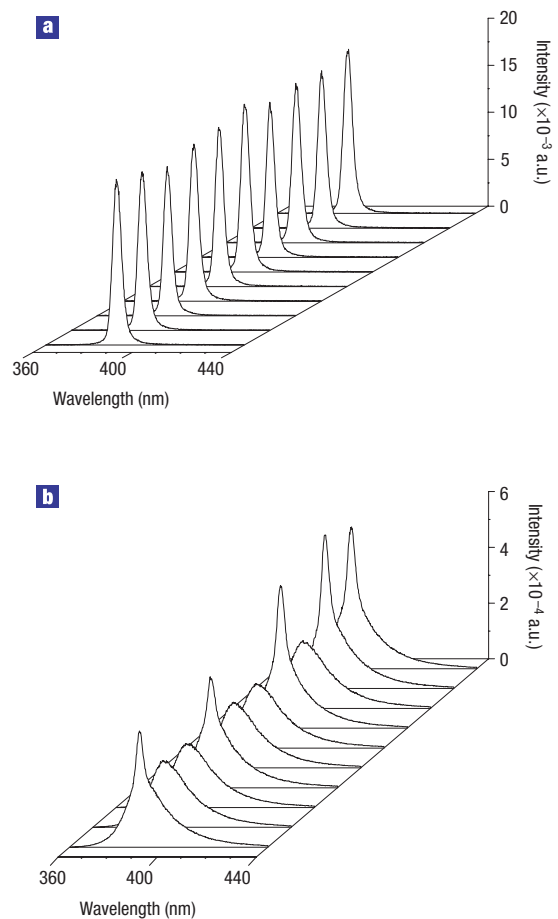 a
20
15
10
5
0
Intensity (×10⁻³ a.u.)
360 400 440
Wavelength (nm)
b
6
4
2
0
Intensity (×10⁻⁴ a.u.)
360 400 440
Wavelength (nm)